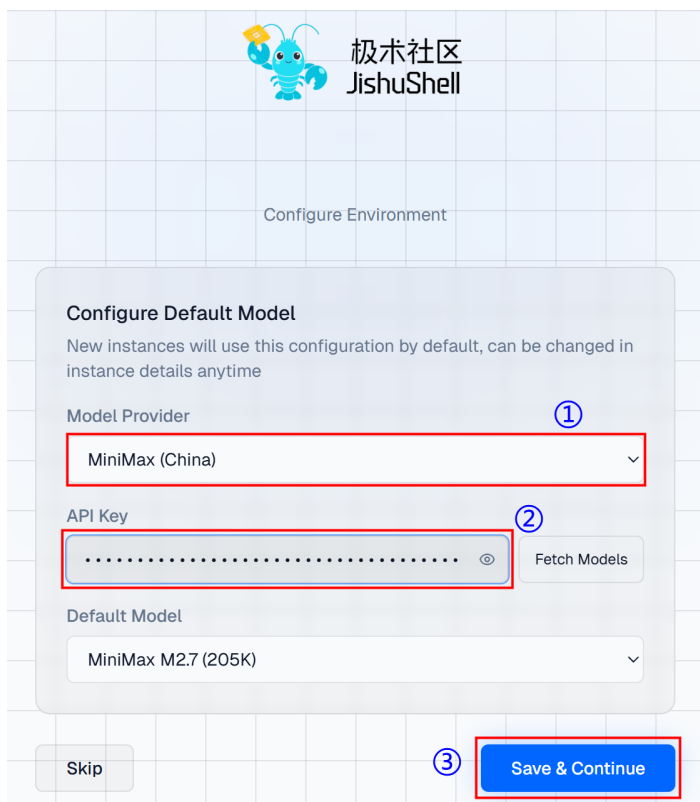 极术社区
JishuShell
Configure Environment
Configure Default Model
New instances will use this configuration by default, can be changed in
instance details anytime
Model Provider
①
MiniMax (China)
API Key
②
••••••••••••••••••••••••••••••••••••
Fetch Models
Default Model
MiniMax M2.7 (205K)
Skip
③
Save & Continue